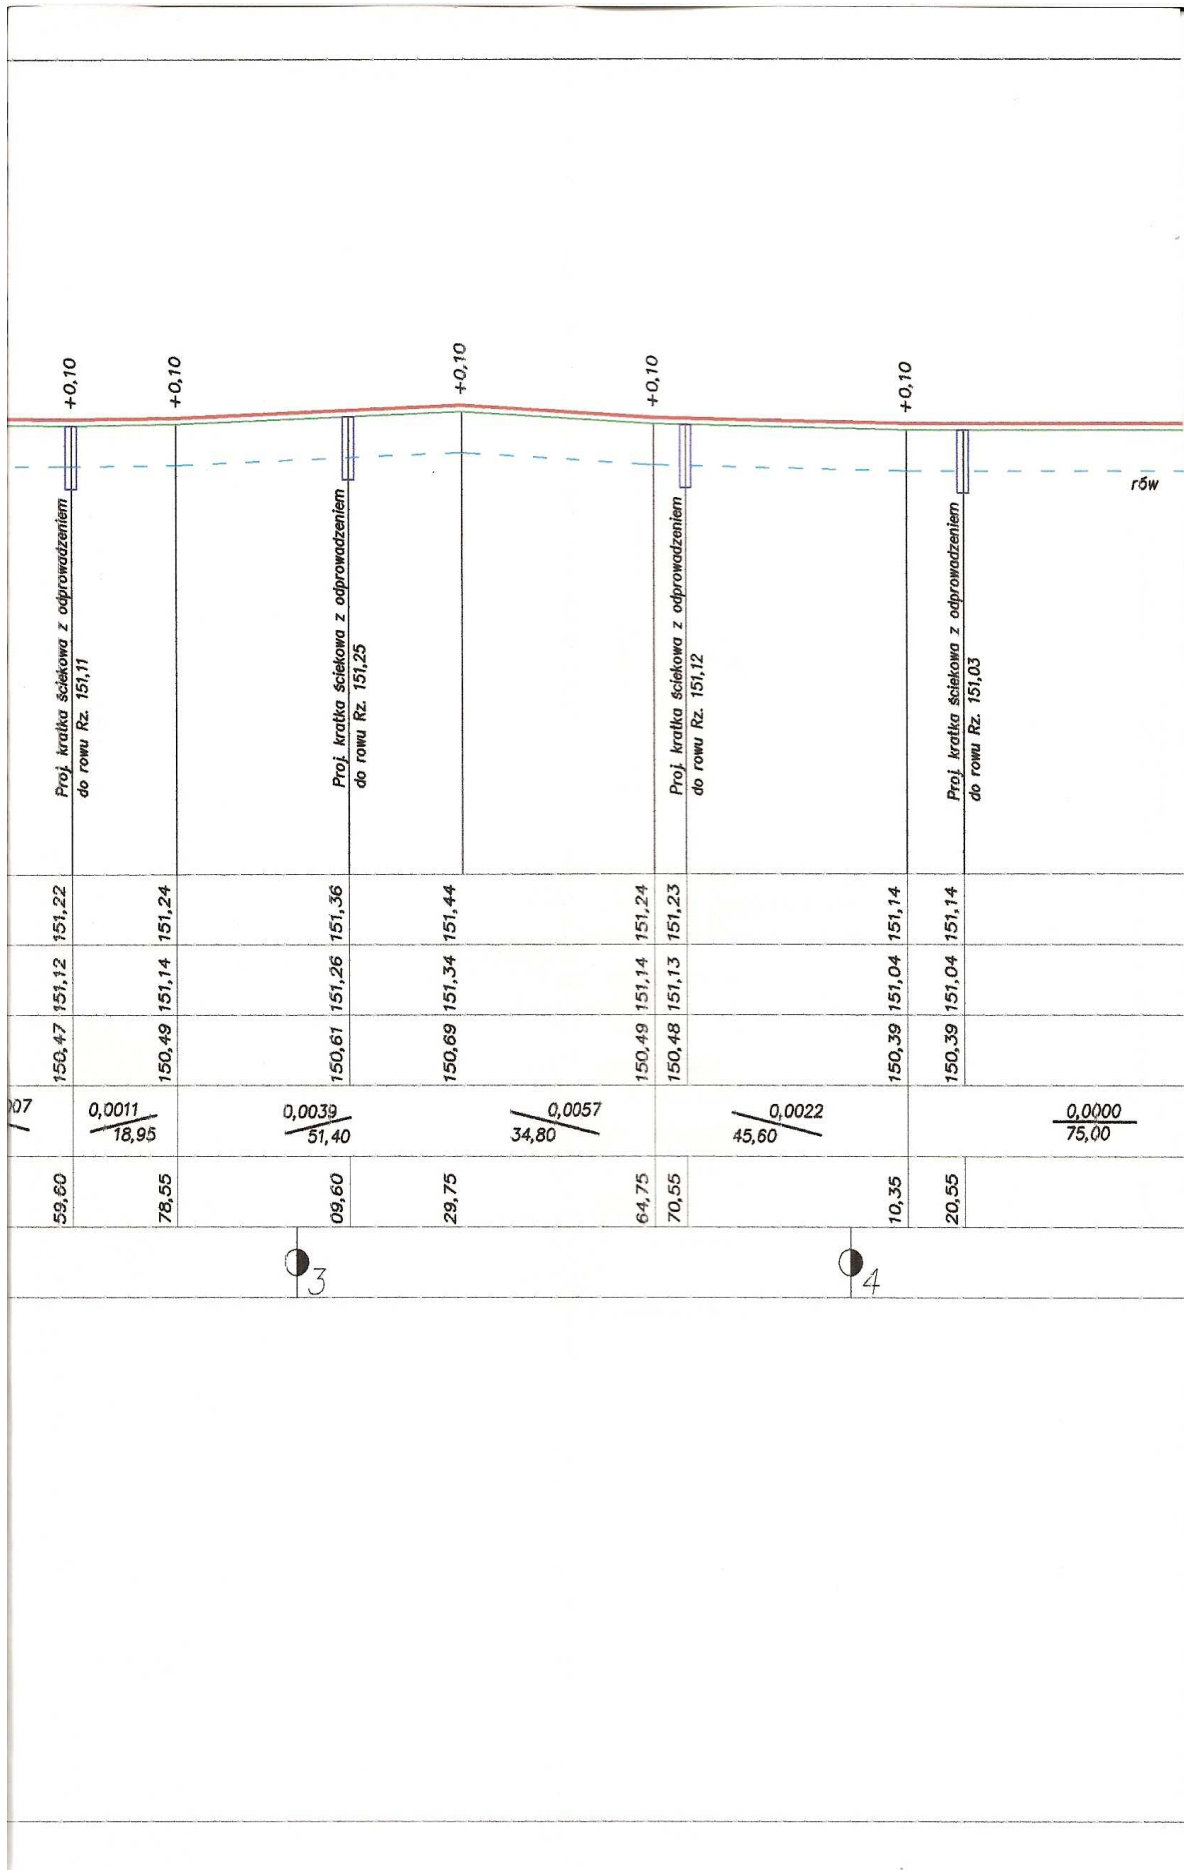 +0,10
+0,10
+0,10
+0,10
+0,10
rów
Proj. kratka ściekowa z odprowadzeniem
do rowu Rz. 151,11
Proj. kratka ściekowa z odprowadzeniem
do rowu Rz. 151,25
Proj. kratka ściekowa z odprowadzeniem
do rowu Rz. 151,12
Proj. kratka ściekowa z odprowadzeniem
do rowu Rz. 151,03
151,22 151,24 151,36 151,44 151,24 151,23 151,14 151,14
151,12 151,14 151,26 151,34 151,14 151,13 151,04 151,04
150,47 150,49 150,61 150,69 150,49 150,48 150,39 150,39
07 0,0011 0,0039 0,0057 0,0022 0,0000
18,95 51,40 34,80 45,60 75,00
59,60 78,55 09,60 29,75 64,75 70,55 10,35 20,55
3 4